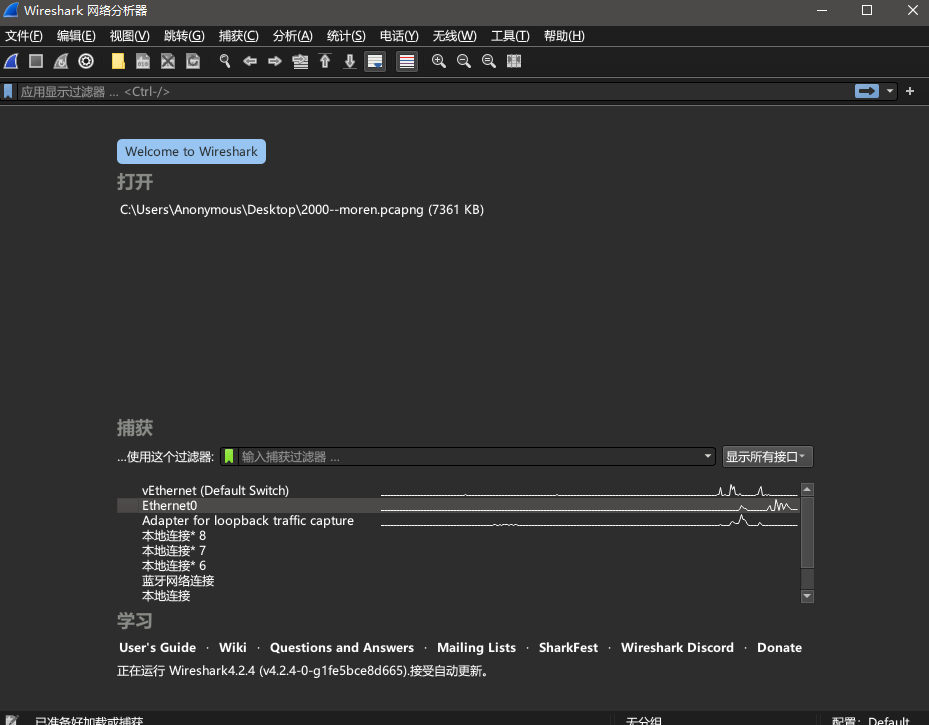 Wireshark 网络分析器
文件(F) 编辑(E) 视图(V) 跳转(G) 捕获(C) 分析(A) 统计(S) 电话(Y) 无线(W) 工具(T) 帮助(H)
应用显示过滤器 … <Ctrl-/>
Welcome to Wireshark
打开
C:\Users\Anonymous\Desktop\2000--moren.pcapng (7361 KB)
捕获
…使用这个过滤器: 输入捕获过滤器 … 显示所有接口
vEthernet (Default Switch)
Ethernet0
Adapter for loopback traffic capture
本地连接* 8
本地连接* 7
本地连接* 6
蓝牙网络连接
本地连接
学习
User's Guide · Wiki · Questions and Answers · Mailing Lists · SharkFest · Wireshark Discord · Donate
正在运行 Wireshark4.2.4 (v4.2.4-0-g1fe5bce8d665).接受自动更新。
已准备好加载或捕获 无分组 配置: Default